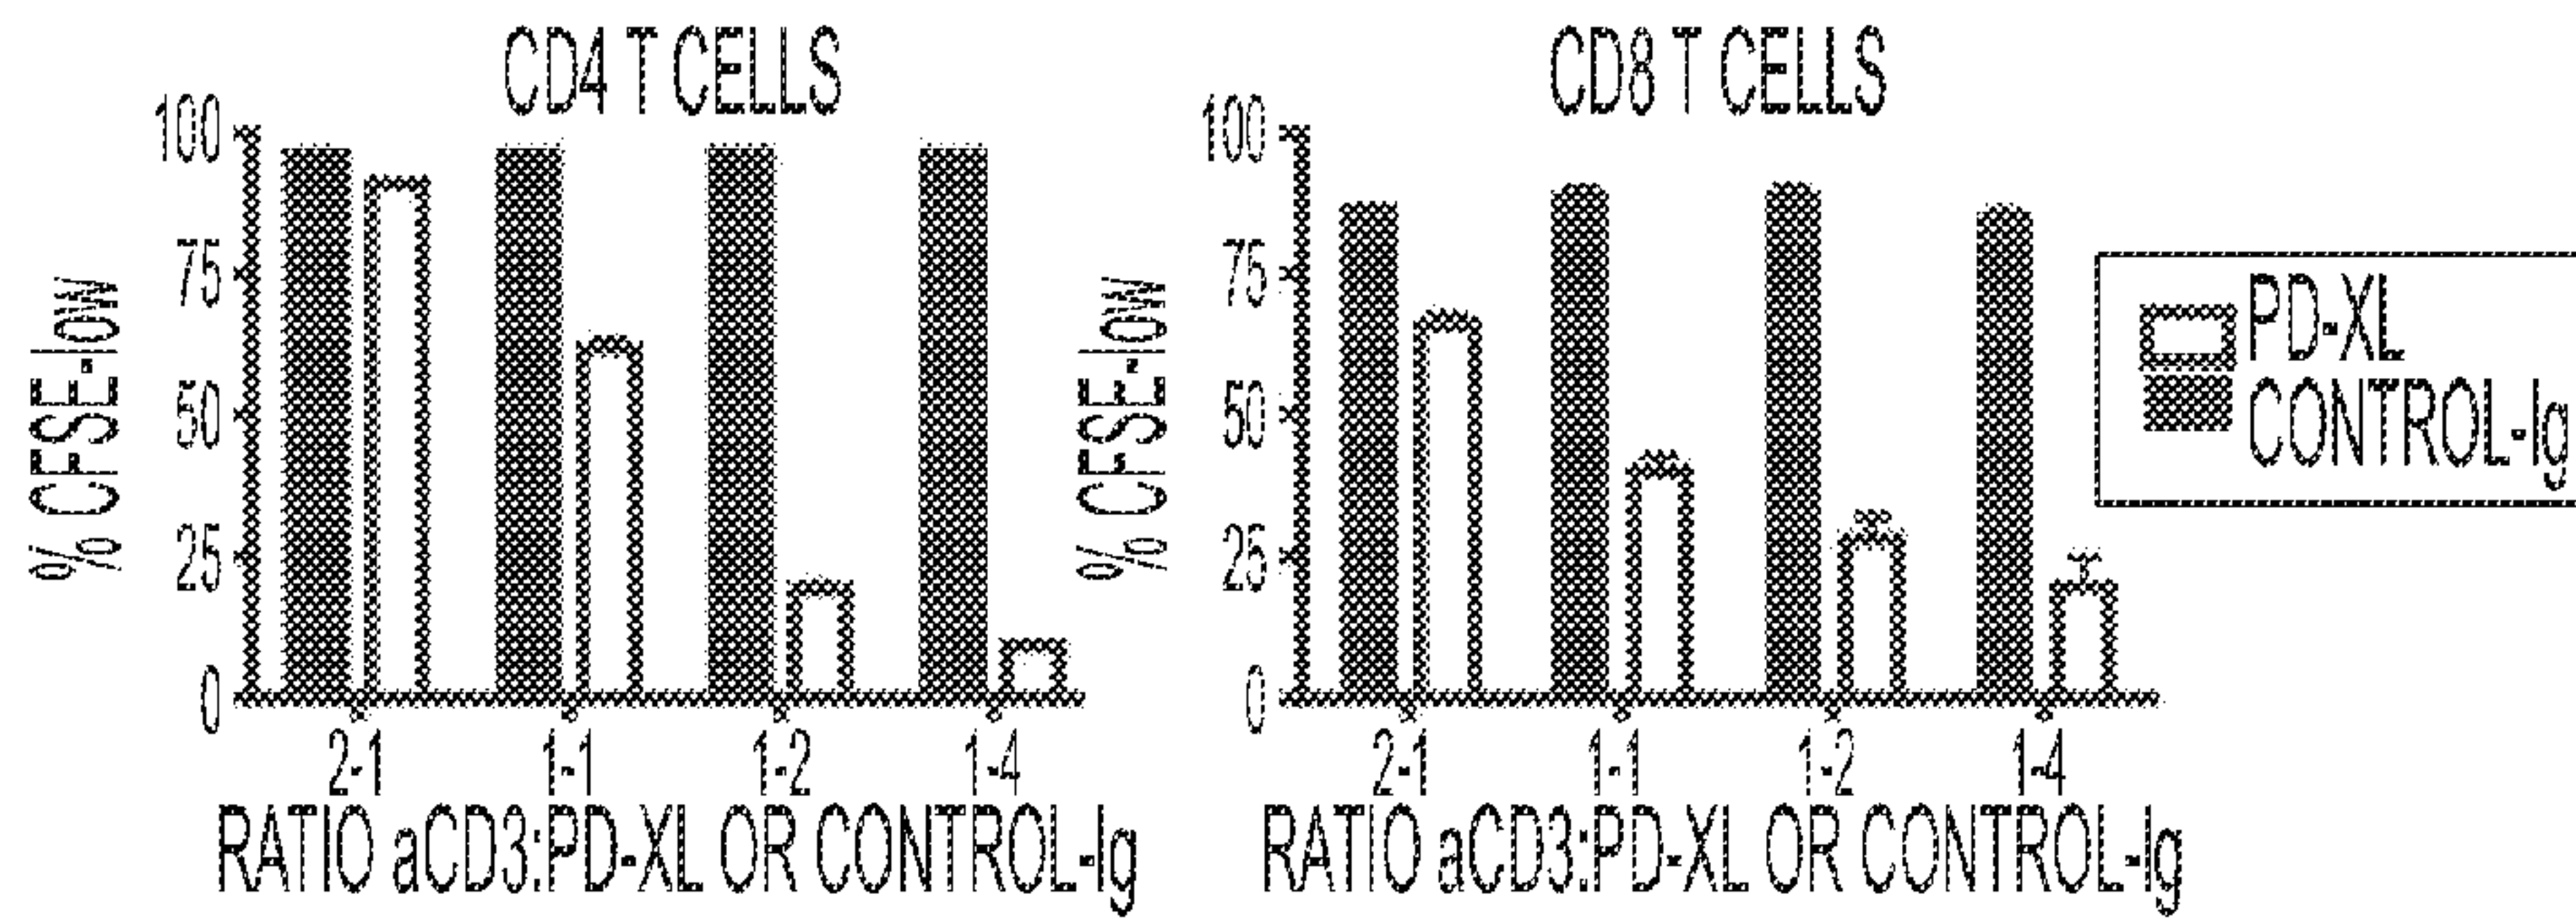 CD4 T CELLS
100
75
50
25
0
% CFSE-low
2-1 1-1 1-2 1-4
RATIO aCD3:PD-XL OR CONTROL-Ig
CD8 T CELLS
100
75
50
25
0
% CFSE-low
2-1 1-1 1-2 1-4
RATIO aCD3:PD-XL OR CONTROL-Ig
PD-XL
CONTROL-Ig